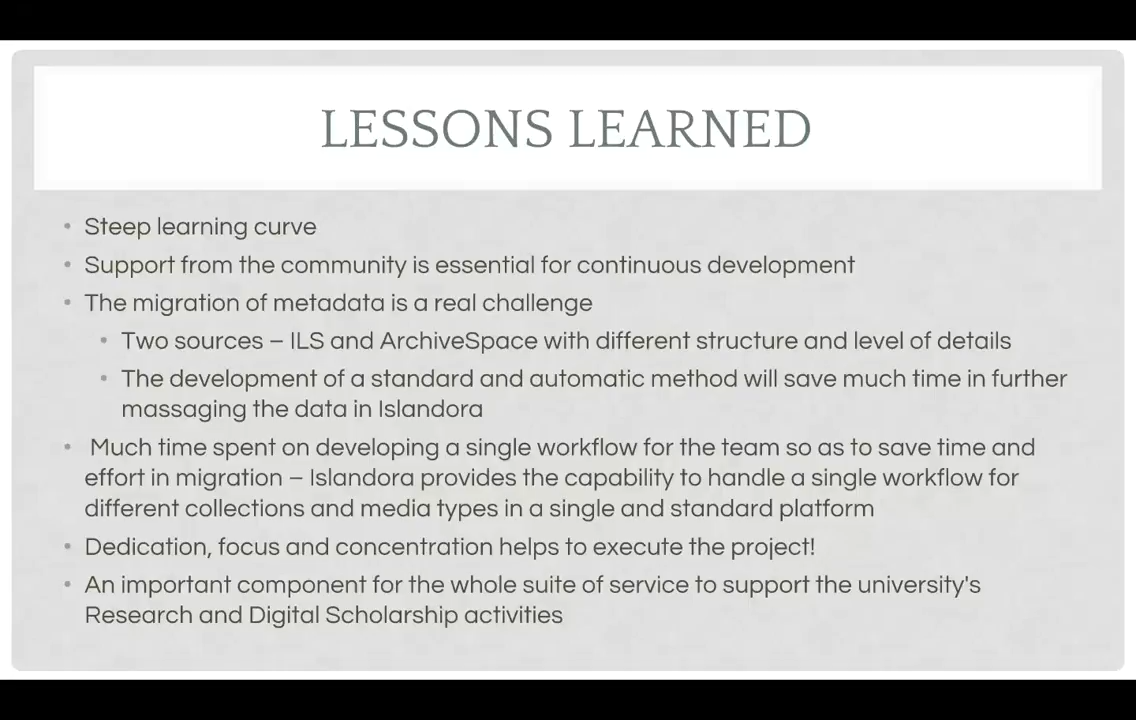 LESSONS LEARNED
• Steep learning curve
• Support from the community is essential for continuous development
• The migration of metadata is a real challenge
• Two sources – ILS and ArchiveSpace with different structure and level of details
• The development of a standard and automatic method will save much time in further
massaging the data in Islandora
• Much time spent on developing a single workflow for the team so as to save time and
effort in migration – Islandora provides the capability to handle a single workflow for
different collections and media types in a single and standard platform
• Dedication, focus and concentration helps to execute the project!
• An important component for the whole suite of service to support the university's
Research and Digital Scholarship activities